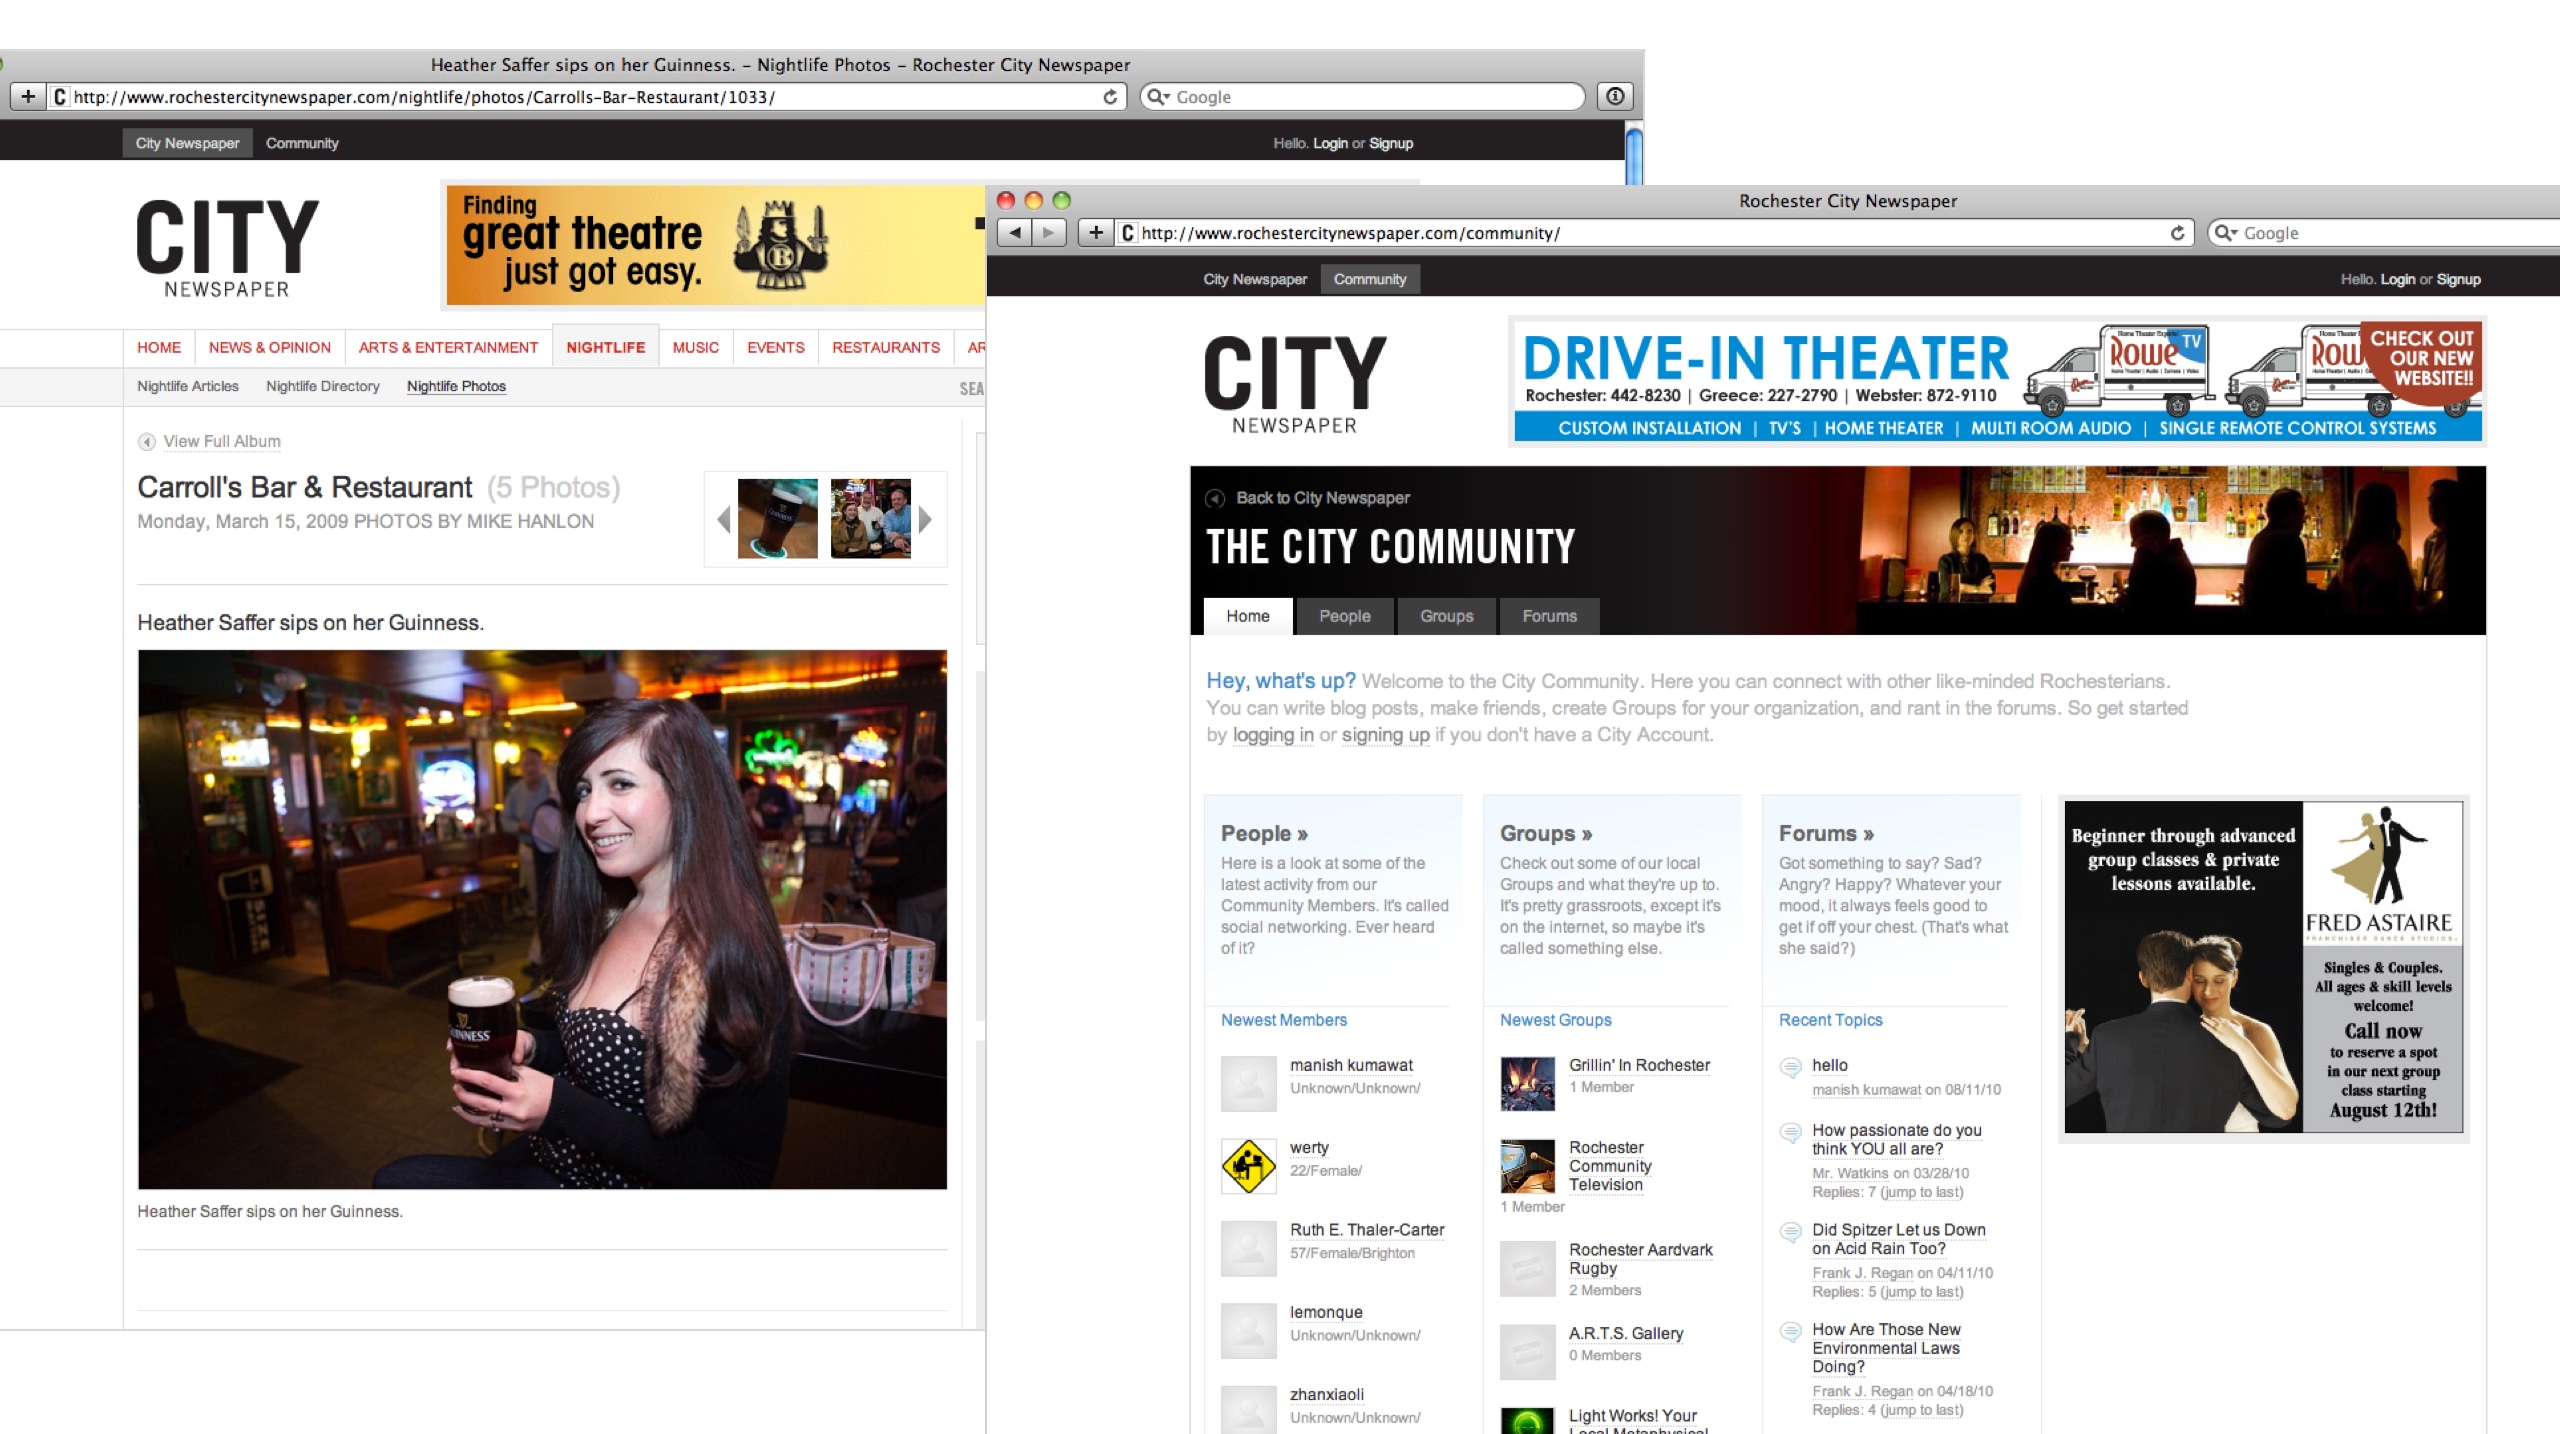 Heather Saffer sips on her Guinness. – Nightlife Photos – Rochester City Newspaper
http://www.rochestercitynewspaper.com/nightlife/photos/Carrolls-Bar-Restaurant/1033/
Google
City Newspaper
Community
Hello. Login or Signup
CITY
NEWSPAPER
Finding
great theatre
just got easy.
HOME
NEWS & OPINION
ARTS & ENTERTAINMENT
NIGHTLIFE
MUSIC
EVENTS
RESTAURANTS
Nightlife Articles
Nightlife Directory
Nightlife Photos
View Full Album
Carroll's Bar & Restaurant (5 Photos)
Monday, March 15, 2009 PHOTOS BY MIKE HANLON
Heather Saffer sips on her Guinness.
GUINNESS
Heather Saffer sips on her Guinness.
Rochester City Newspaper
http://www.rochestercitynewspaper.com/community/
Google
City Newspaper
Community
Hello. Login or Signup
CITY
NEWSPAPER
DRIVE-IN THEATER
Rochester: 442-8230 | Greece: 227-2790 | Webster: 872-9110
CUSTOM INSTALLATION | TV'S | HOME THEATER | MULTI ROOM AUDIO | SINGLE REMOTE CONTROL SYSTEMS
Rowe
TV
CHECK OUT
OUR NEW
WEBSITE!!
Back to City Newspaper
THE CITY COMMUNITY
Home
People
Groups
Forums
Hey, what's up? Welcome to the City Community. Here you can connect with other like-minded Rochesterians.
You can write blog posts, make friends, create Groups for your organization, and rant in the forums. So get started
by logging in or signing up if you don't have a City Account.
People »
Here is a look at some of the
latest activity from our
Community Members. It's called
social networking. Ever heard
of it?
Newest Members
manish kumawat
Unknown/Unknown/
werty
22/Female/
Ruth E. Thaler-Carter
57/Female/Brighton
lemonque
Unknown/Unknown/
zhanxiaoli
Unknown/Unknown/
Groups »
Check out some of our local
Groups and what they're up to.
It's pretty grassroots, except it's
on the internet, so maybe it's
called something else.
Newest Groups
Grillin' In Rochester
1 Member
Rochester
Community
Television
1 Member
Rochester Aardvark
Rugby
2 Members
A.R.T.S. Gallery
0 Members
Light Works! Your
Local Metaphysical
Forums »
Got something to say? Sad?
Angry? Happy? Whatever your
mood, it always feels good to
get if off your chest. (That's what
she said?)
Recent Topics
hello
manish kumawat on 08/11/10
How passionate do you
think YOU all are?
Mr. Watkins on 03/28/10
Replies: 7 (jump to last)
Did Spitzer Let us Down
on Acid Rain Too?
Frank J. Regan on 04/11/10
Replies: 5 (jump to last)
How Are Those New
Environmental Laws
Doing?
Frank J. Regan on 04/18/10
Replies: 4 (jump to last)
Beginner through advanced
group classes & private
lessons available.
FRED ASTAIRE
FRANCHISED DANCE STUDIOS
Singles & Couples.
All ages & skill levels
welcome!
Call now
to reserve a spot
in our next group
class starting
August 12th!